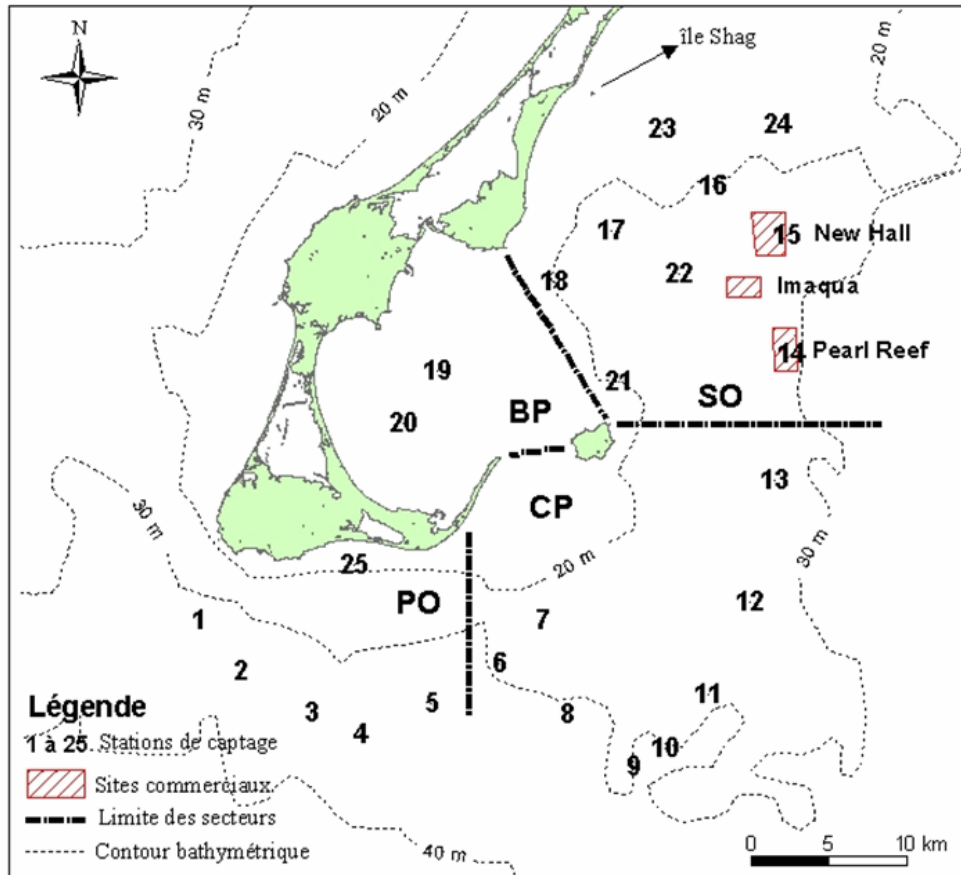 N
île Shag
20 m
30 m
20 m
23
24
16
17
15 New Hall
18
22
Imaqua
14 Pearl Reef
19
21
SO
BP
20
13
CP
30 m
25
20 m
30 m
PO
12
1
7
6
2
11
5
8
3
4
10
9
Légende
1 à 25 Stations de captage
Sites commerciaux
Limite des secteurs
Contour bathymétrique
40 m
0 5 10 km